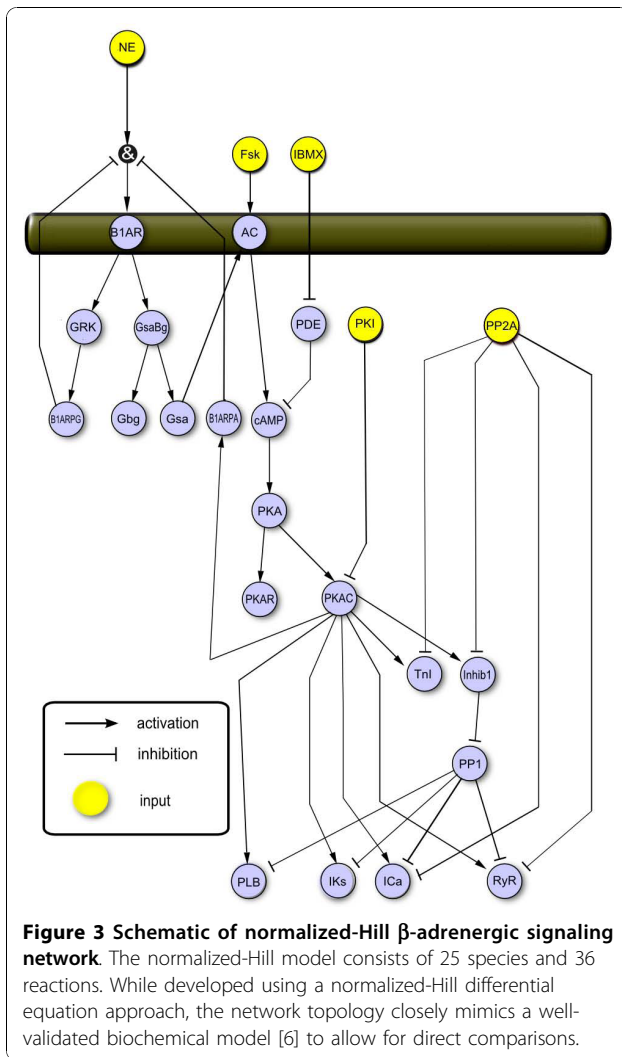 NE
&
Fsk
IBMX
B1AR
AC
GRK
GsaBg
PDE
PKI
PP2A
B1ARPG
Gbg
Gsa
B1ARPA
cAMP
PKA
PKAR
PKAC
TnI
Inhib1
activation
inhibition
input
PP1
PLB
IKs
ICa
RyR
Figure 3 Schematic of normalized-Hill β-adrenergic signaling
network. The normalized-Hill model consists of 25 species and 36
reactions. While developed using a normalized-Hill differential
equation approach, the network topology closely mimics a well-
validated biochemical model [6] to allow for direct comparisons.